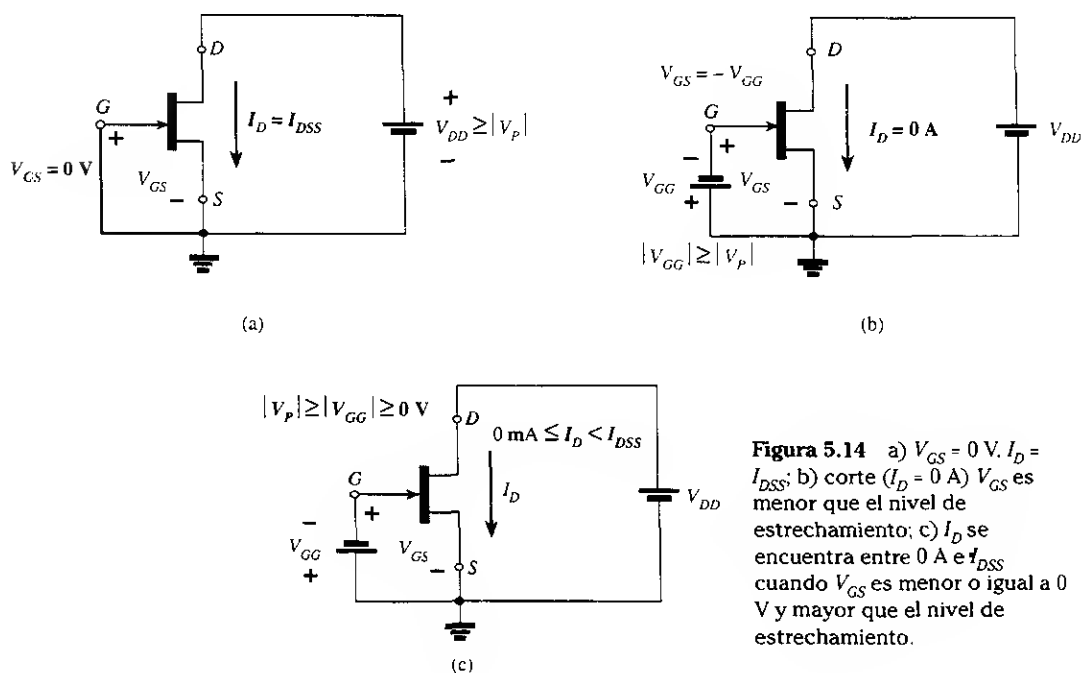 D
G
+
I_D = I_DSS
+
V_DD ≥ |V_P|
−
V_GS = 0 V
V_GS
−
S
(a)
D
V_GS = − V_GG
G
I_D = 0 A
V_DD
−
+
V_GG
V_GS
+
−
S
|V_GG| ≥ |V_P|
(b)
|V_P| ≥ |V_GG| ≥ 0 V
D
0 mA ≤ I_D < I_DSS
G
I_D
V_DD
−
+
V_GG
V_GS
+
−
S
(c)
Figura 5.14 a) V_GS = 0 V. I_D =
I_DSS; b) corte (I_D = 0 A) V_GS es
menor que el nivel de
estrechamiento; c) I_D se
encuentra entre 0 A e I_DSS
cuando V_GS es menor o igual a 0
V y mayor que el nivel de
estrechamiento.